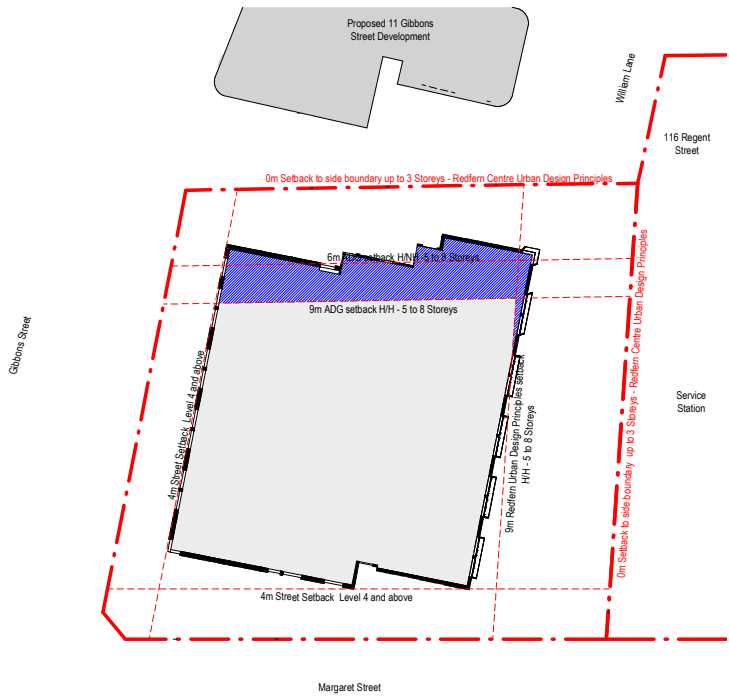 Proposed 11 Gibbons
Street Development
William Lane
116 Regent
Street
0m Setback to side boundary up to 3 Storeys - Redfern Centre Urban Design Principles
6m ADG setback H/NH -5 to 8 Storeys
9m ADG setback H/H - 5 to 8 Storeys
Gibbons Street
4m Street Setback Level 4 and above
9m Redfern Urban Design Principles setback
H/H - 5 to 8 Storeys
0m Setback to side boundary up to 3 Storeys - Redfern Centre Urban Design Principles
Service
Station
4m Street Setback Level 4 and above
Margaret Street